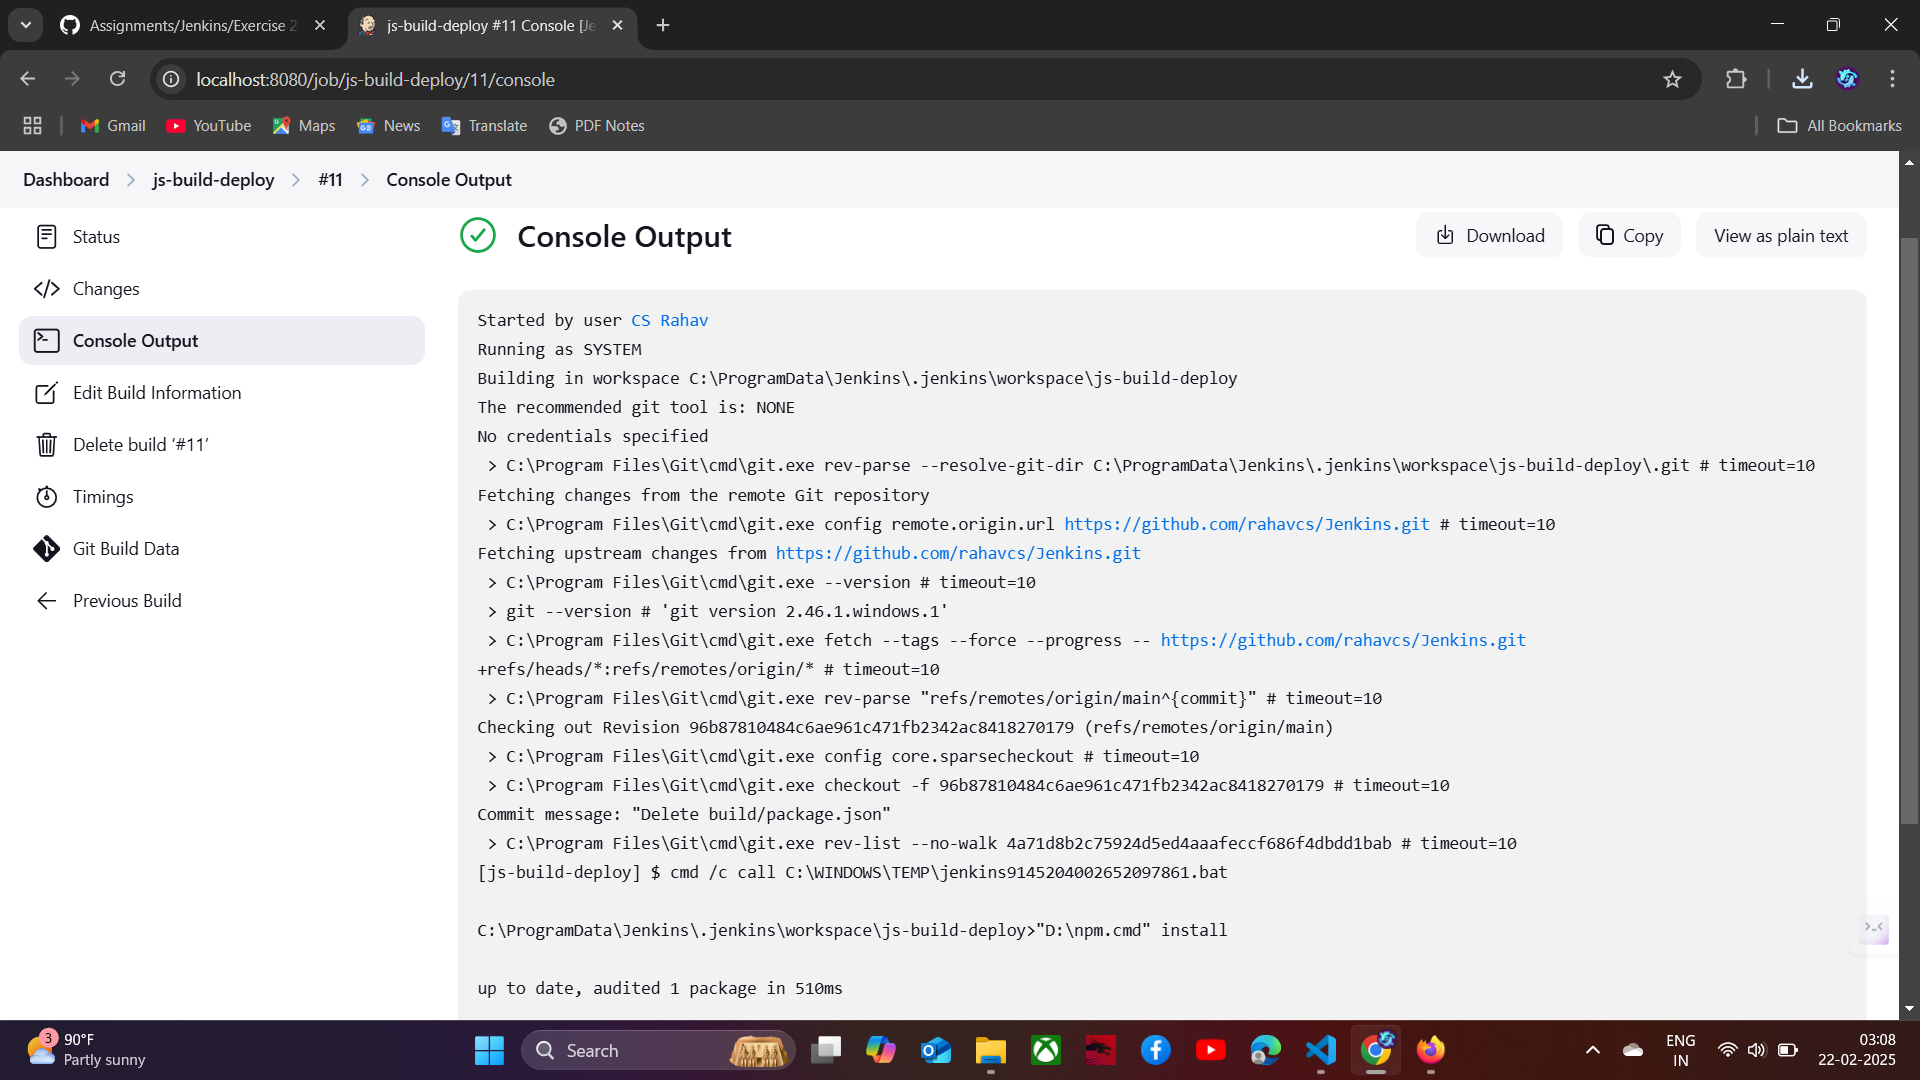 Assignments/Jenkins/Exercise 2
js-build-deploy #11 Console [Je
localhost:8080/job/js-build-deploy/11/console
Gmail
YouTube
Maps
News
Translate
PDF Notes
All Bookmarks
Dashboard
js-build-deploy
#11
Console Output
Status
Changes
Console Output
Edit Build Information
Delete build ‘#11’
Timings
Git Build Data
Previous Build
Console Output
Download
Copy
View as plain text
Started by user CS Rahav
Running as SYSTEM
Building in workspace C:\ProgramData\Jenkins\.jenkins\workspace\js-build-deploy
The recommended git tool is: NONE
No credentials specified
> C:\Program Files\Git\cmd\git.exe rev-parse --resolve-git-dir C:\ProgramData\Jenkins\.jenkins\workspace\js-build-deploy\.git # timeout=10
Fetching changes from the remote Git repository
> C:\Program Files\Git\cmd\git.exe config remote.origin.url https://github.com/rahavcs/Jenkins.git # timeout=10
Fetching upstream changes from https://github.com/rahavcs/Jenkins.git
> C:\Program Files\Git\cmd\git.exe --version # timeout=10
> git --version # 'git version 2.46.1.windows.1'
> C:\Program Files\Git\cmd\git.exe fetch --tags --force --progress -- https://github.com/rahavcs/Jenkins.git
+refs/heads/*:refs/remotes/origin/* # timeout=10
> C:\Program Files\Git\cmd\git.exe rev-parse "refs/remotes/origin/main^{commit}" # timeout=10
Checking out Revision 96b87810484c6ae961c471fb2342ac8418270179 (refs/remotes/origin/main)
> C:\Program Files\Git\cmd\git.exe config core.sparsecheckout # timeout=10
> C:\Program Files\Git\cmd\git.exe checkout -f 96b87810484c6ae961c471fb2342ac8418270179 # timeout=10
Commit message: "Delete build/package.json"
> C:\Program Files\Git\cmd\git.exe rev-list --no-walk 4a71d8b2c75924d5ed4aaafeccf686f4dbdd1bab # timeout=10
[js-build-deploy] $ cmd /c call C:\WINDOWS\TEMP\jenkins9145204002652097861.bat
C:\ProgramData\Jenkins\.jenkins\workspace\js-build-deploy>"D:\npm.cmd" install
up to date, audited 1 package in 510ms
3
90°F
Partly sunny
Search
ENG
IN
03:08
22-02-2025